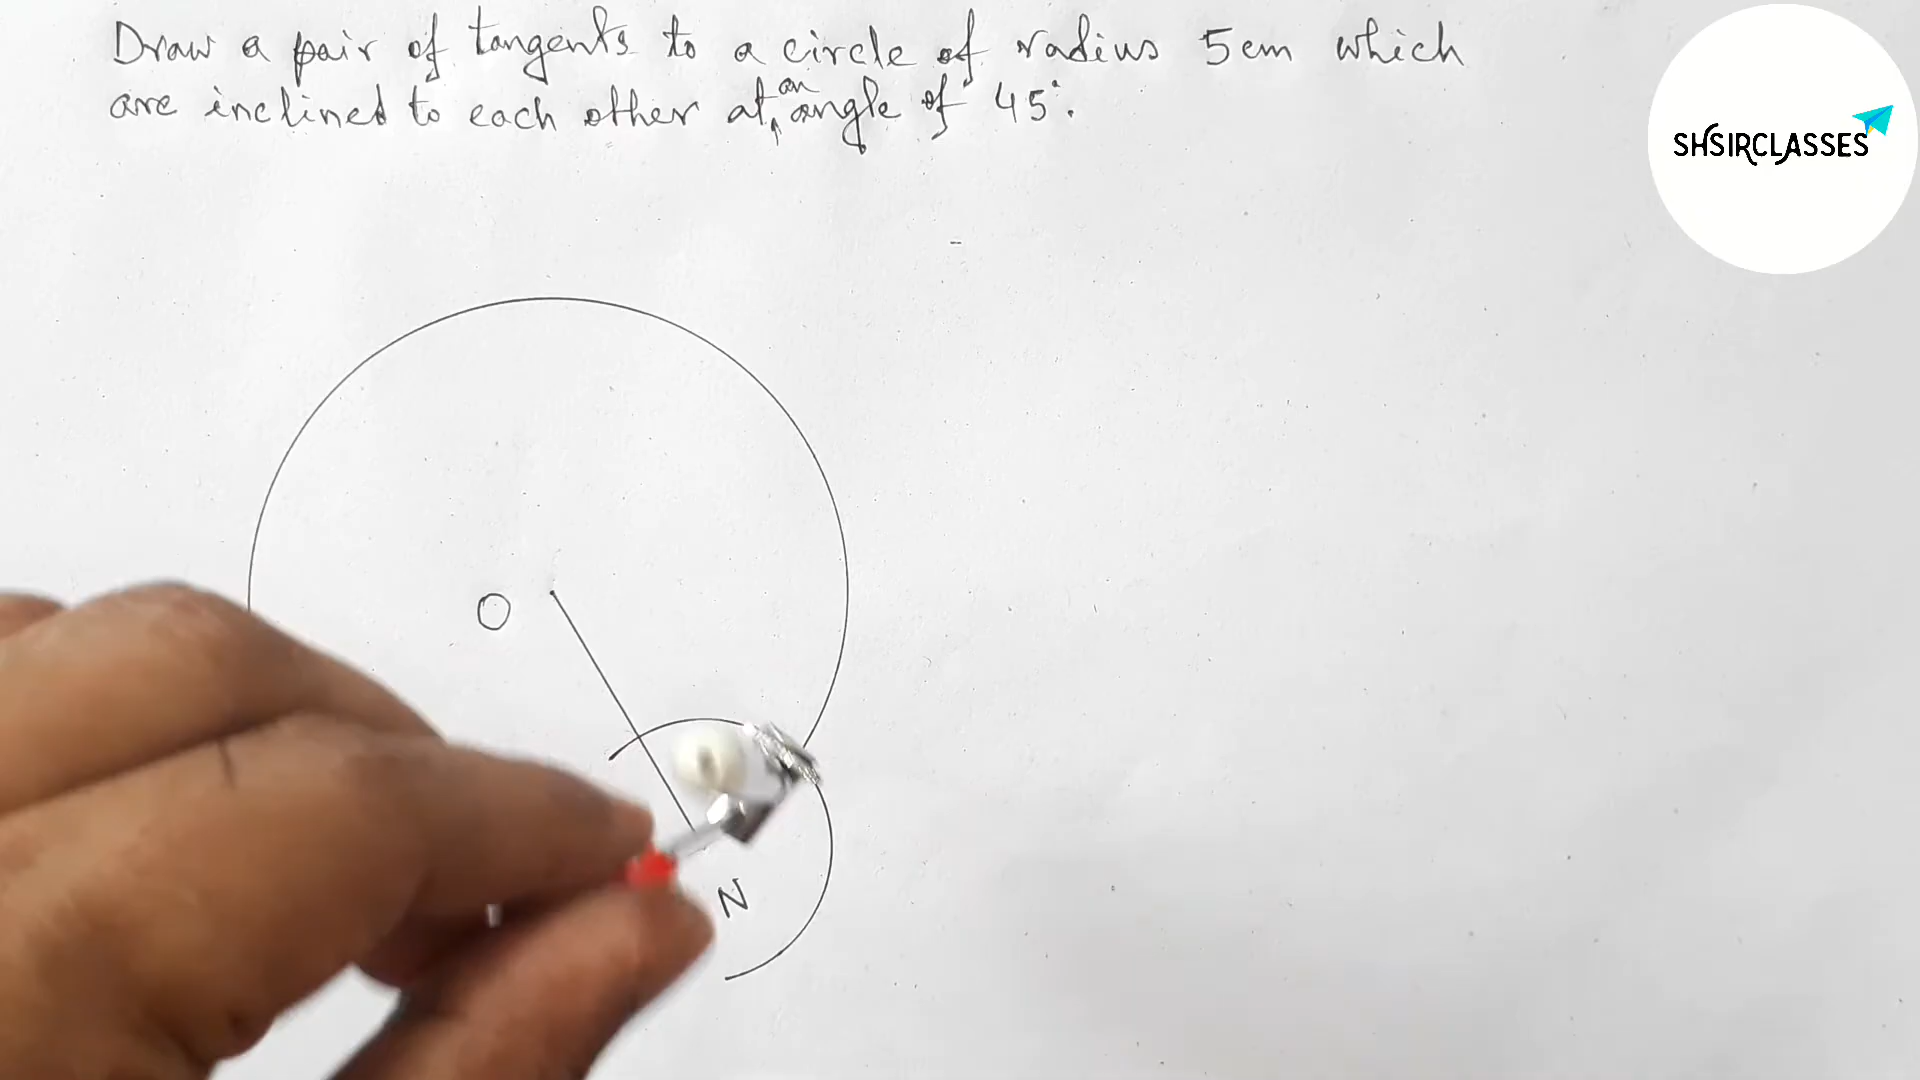 Draw a pair of tangents to a circle of radius 5cm which
are inclined to each other at an angle of 45°.
SHSIRCLASSES
O
N